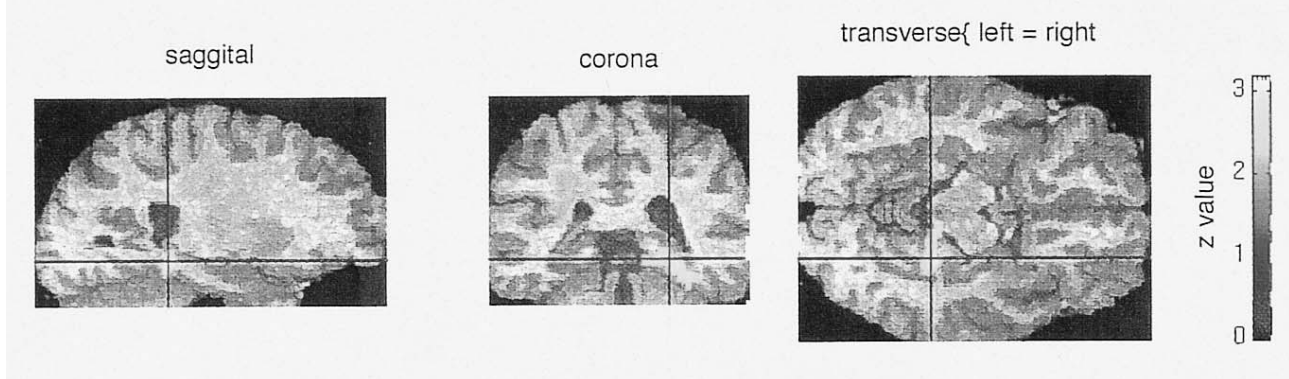 saggital
corona
transverse{ left = right
3
2
1
0
z value